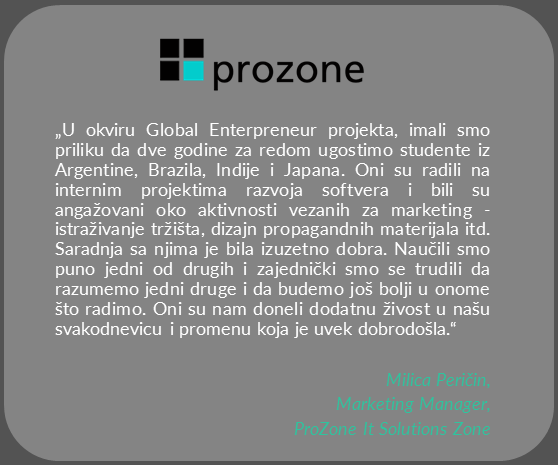 prozone
„U okviru Global Enterpreneur projekta, imali smo
priliku da dve godine za redom ugostimo studente iz
Argentine, Brazila, Indije i Japana. Oni su radili na
internim projektima razvoja softvera i bili su
angažovani oko aktivnosti vezanih za marketing -
istraživanje tržišta, dizajn propagandnih materijala itd.
Saradnja sa njima je bila izuzetno dobra. Naučili smo
puno jedni od drugih i zajednički smo se trudili da
razumemo jedni druge i da budemo još bolji u onome
što radimo. Oni su nam doneli dodatnu živost u našu
svakodnevicu i promenu koja je uvek dobrodošla.“
Milica Peričin,
Marketing Manager,
ProZone It Solutions Zone